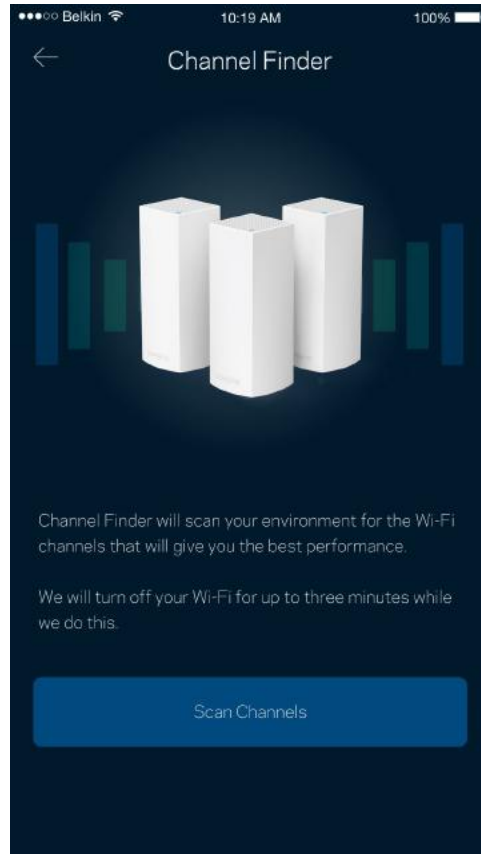 Belkin 10:19 AM 100%
Channel Finder
Channel Finder will scan your environment for the Wi-Fi
channels that will give you the best performance.
We will turn off your Wi-Fi for up to three minutes while
we do this.
Scan Channels